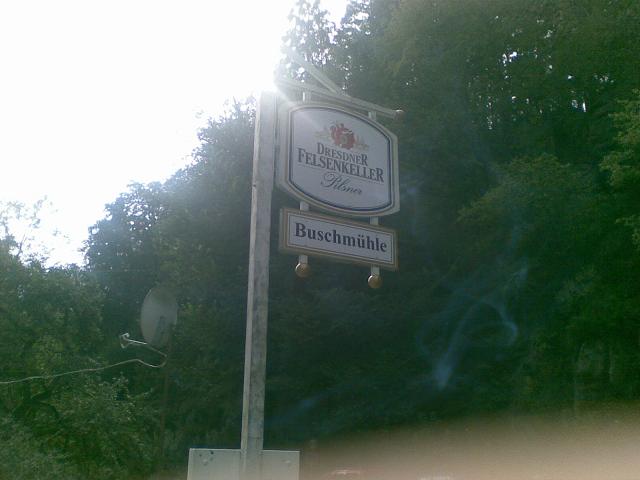 DRESDNER
FELSENKELLER
Pilsner
Buschmühle